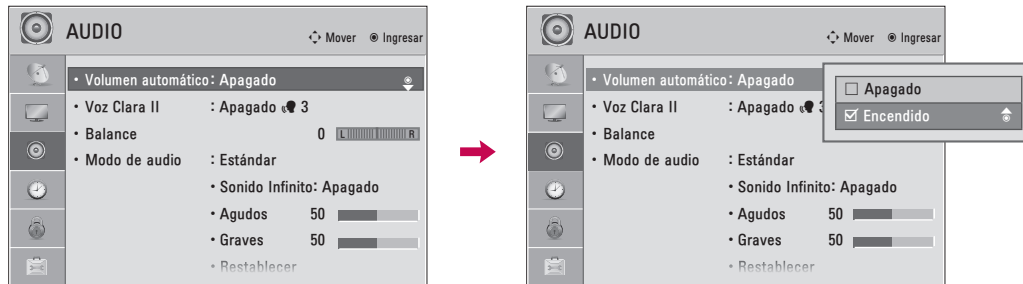 AUDIO
Mover Ingresar
• Volumen automático: Apagado
• Voz Clara II : Apagado 3
• Balance 0 L R
• Modo de audio : Estándar
• Sonido Infinito: Apagado
• Agudos 50
• Graves 50
• Restablecer
AUDIO
Mover Ingresar
• Volumen automático: Apagado
• Voz Clara II : Apagado 3
• Balance
• Modo de audio : Estándar
• Sonido Infinito: Apagado
• Agudos 50
• Graves 50
• Restablecer
Apagado
Encendido